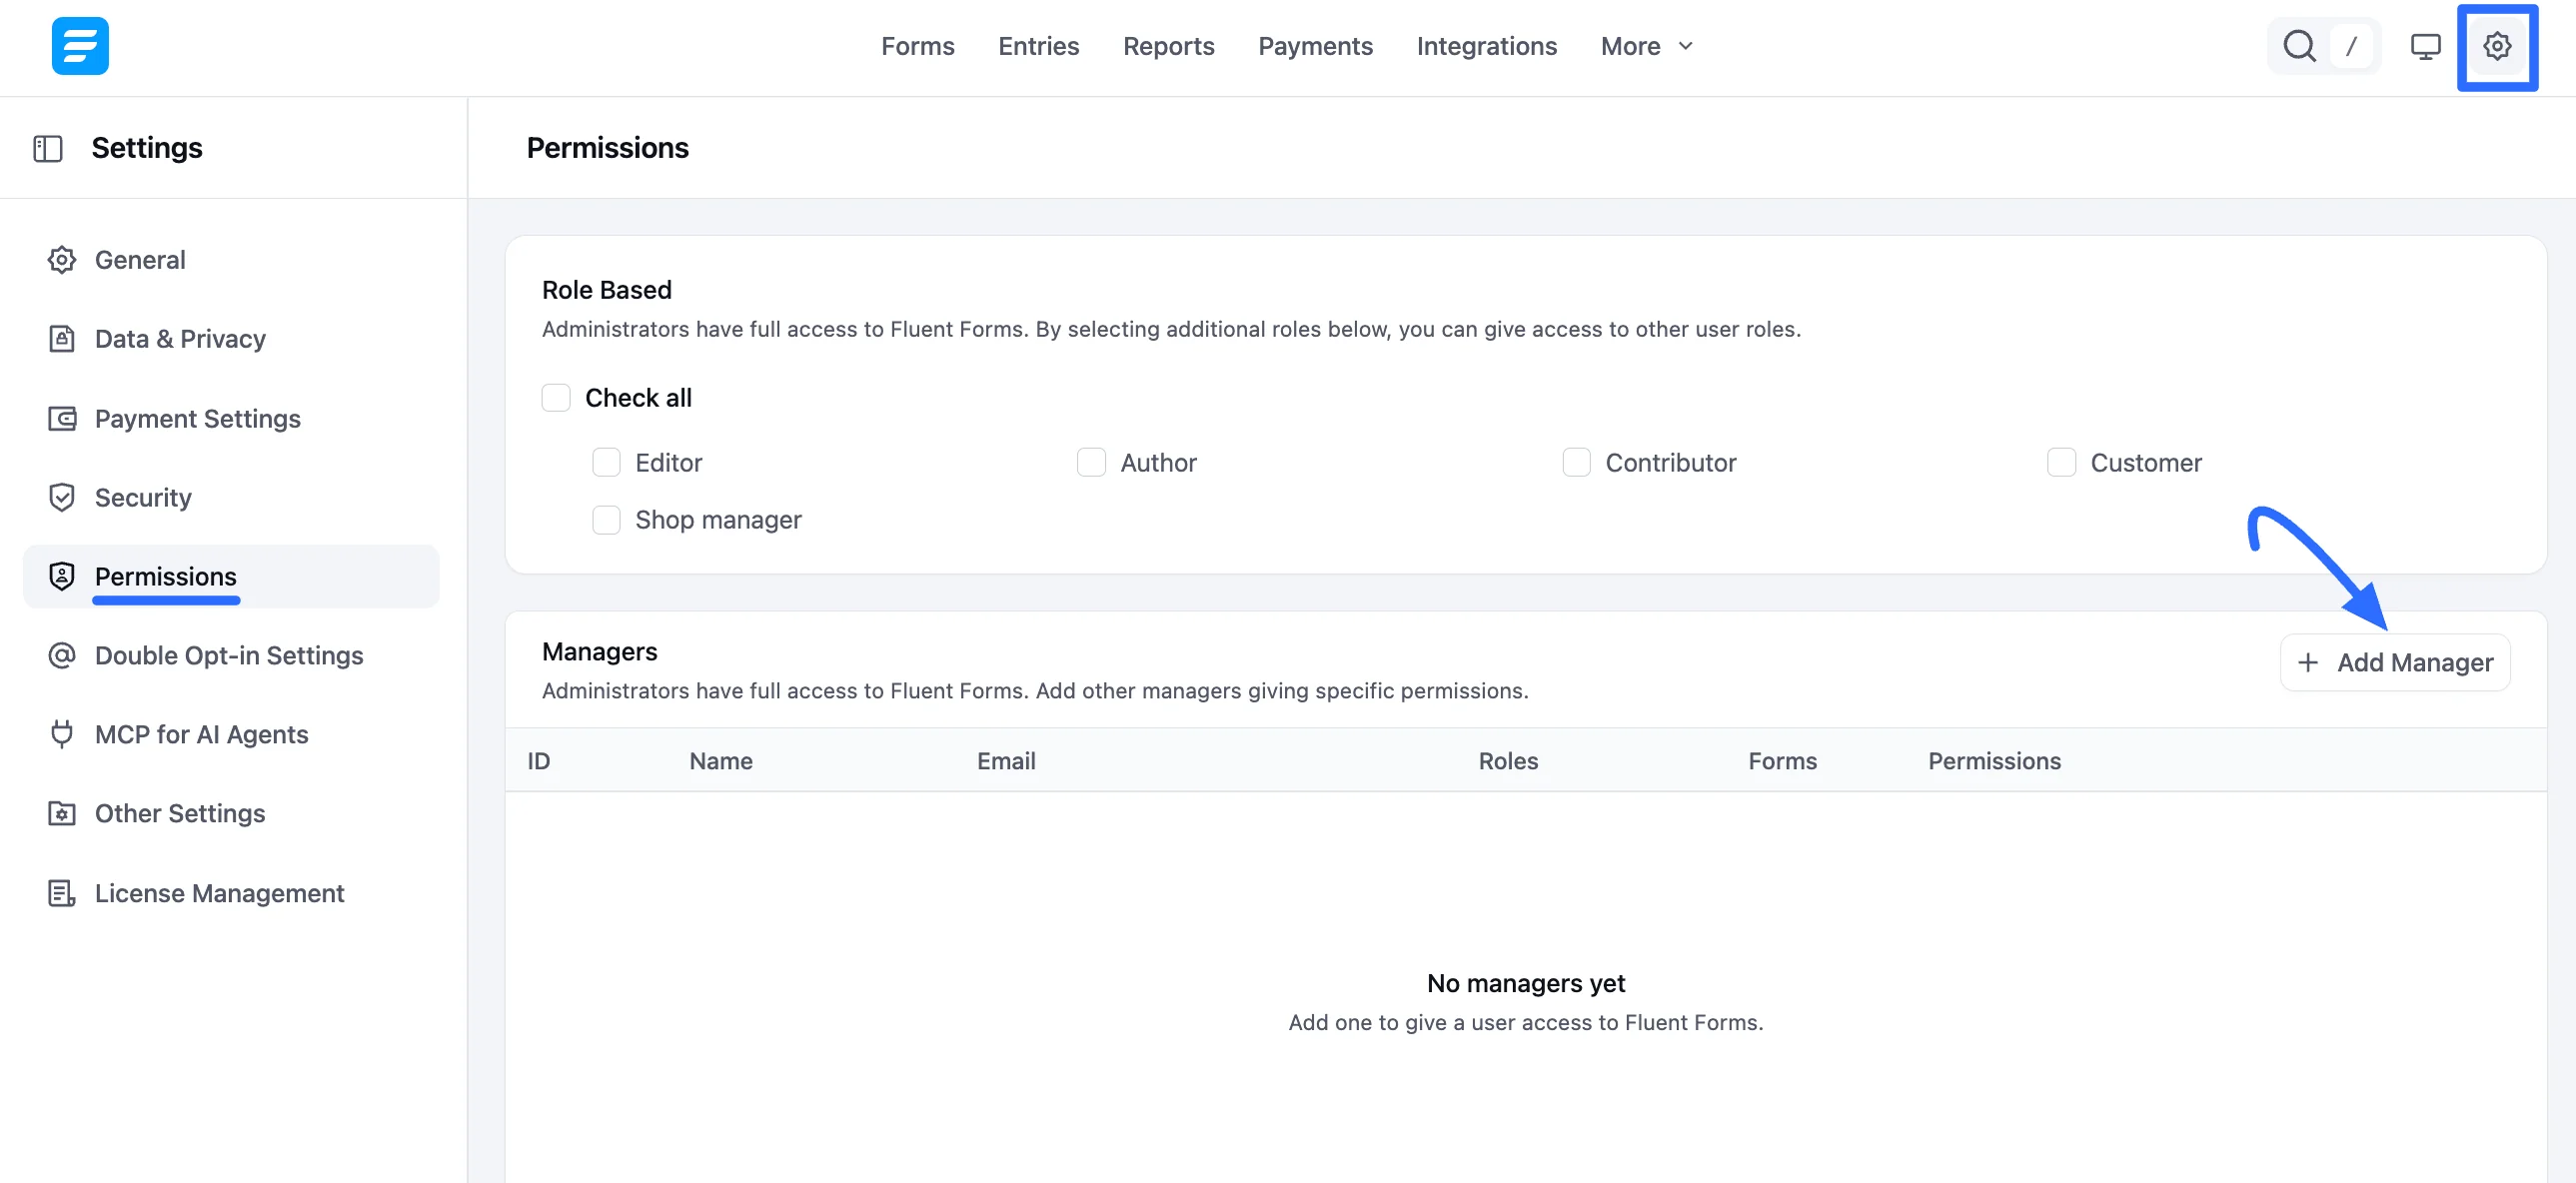 Forms Entries Reports Payments Integrations More /
Settings
Permissions
General
Data & Privacy
Payment Settings
Security
Permissions
Double Opt-in Settings
MCP for AI Agents
Other Settings
License Management
Role Based
Administrators have full access to Fluent Forms. By selecting additional roles below, you can give access to other user roles.
Check all
Editor Author Contributor Customer
Shop manager
Managers
Administrators have full access to Fluent Forms. Add other managers giving specific permissions.
+ Add Manager
ID Name Email Roles Forms Permissions
No managers yet
Add one to give a user access to Fluent Forms.